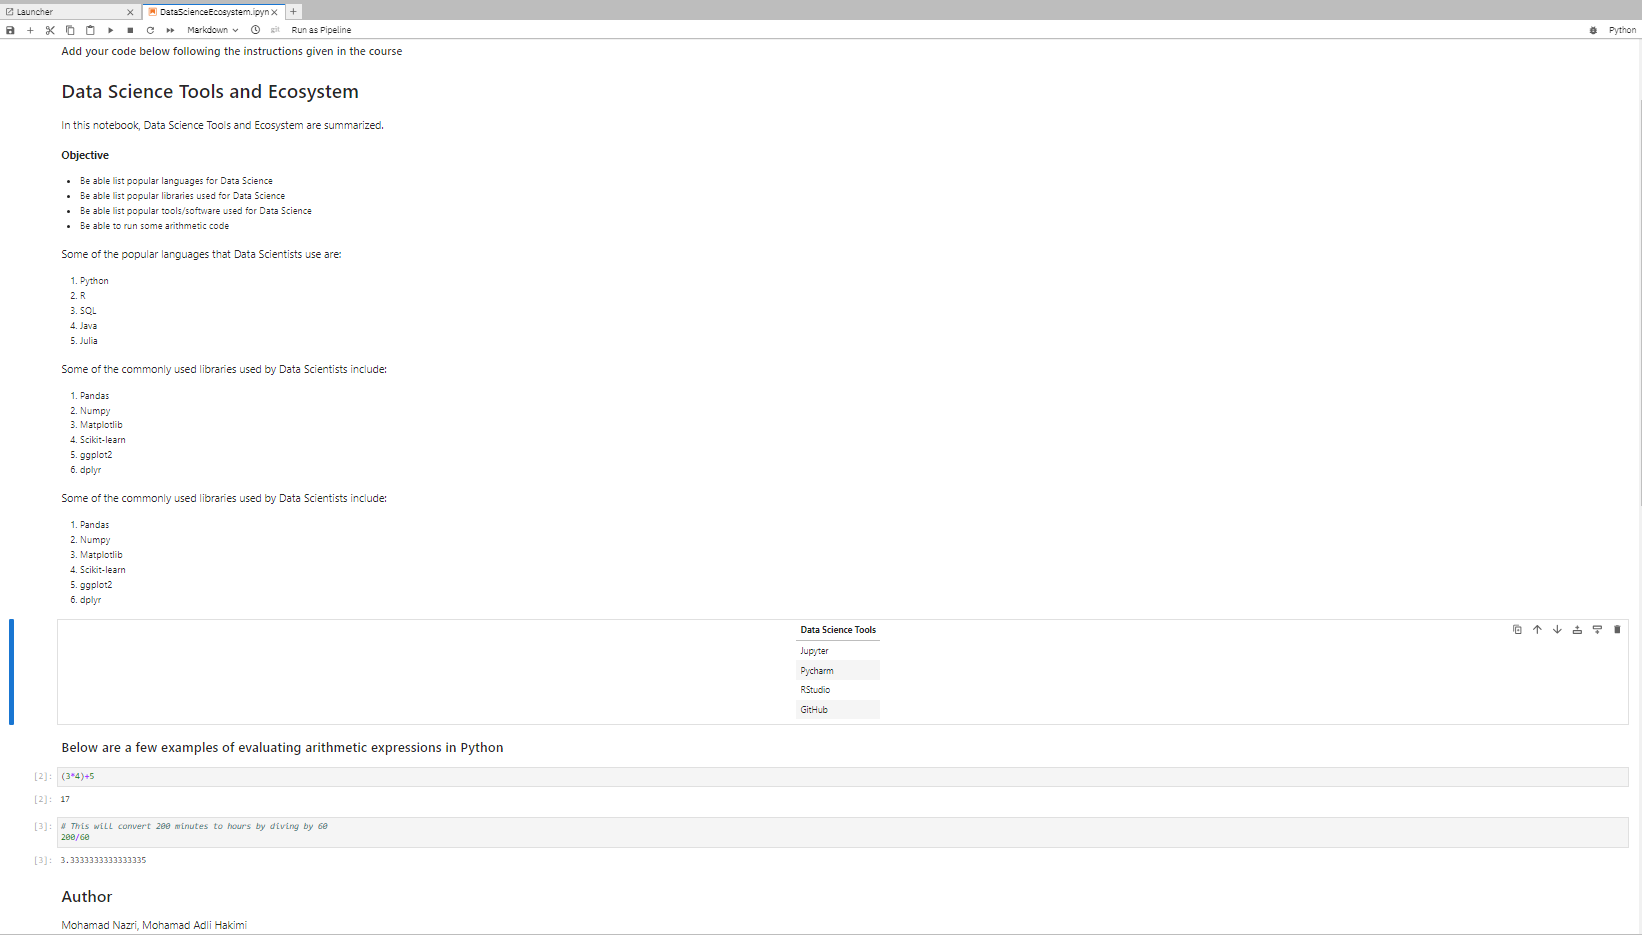 Launcher
DataScienceEcosystem.ipyn
Markdown
git
Run as Pipeline
Python
Add your code below following the instructions given in the course
Data Science Tools and Ecosystem
In this notebook, Data Science Tools and Ecosystem are summarized.
Objective
• Be able list popular languages for Data Science
• Be able list popular libraries used for Data Science
• Be able list popular tools/software used for Data Science
• Be able to run some arithmetic code
Some of the popular languages that Data Scientists use are:
1. Python
2. R
3. SQL
4. Java
5. Julia
Some of the commonly used libraries used by Data Scientists include:
1. Pandas
2. Numpy
3. Matplotlib
4. Scikit-learn
5. ggplot2
6. dplyr
Some of the commonly used libraries used by Data Scientists include:
1. Pandas
2. Numpy
3. Matplotlib
4. Scikit-learn
5. ggplot2
6. dplyr
Data Science Tools
Jupyter
Pycharm
RStudio
GitHub
Below are a few examples of evaluating arithmetic expressions in Python
[2]: (3*4)+5
[2]: 17
[3]: # This will convert 200 minutes to hours by diving by 60
200/60
[3]: 3.3333333333333335
Author
Mohamad Nazri, Mohamad Adli Hakimi